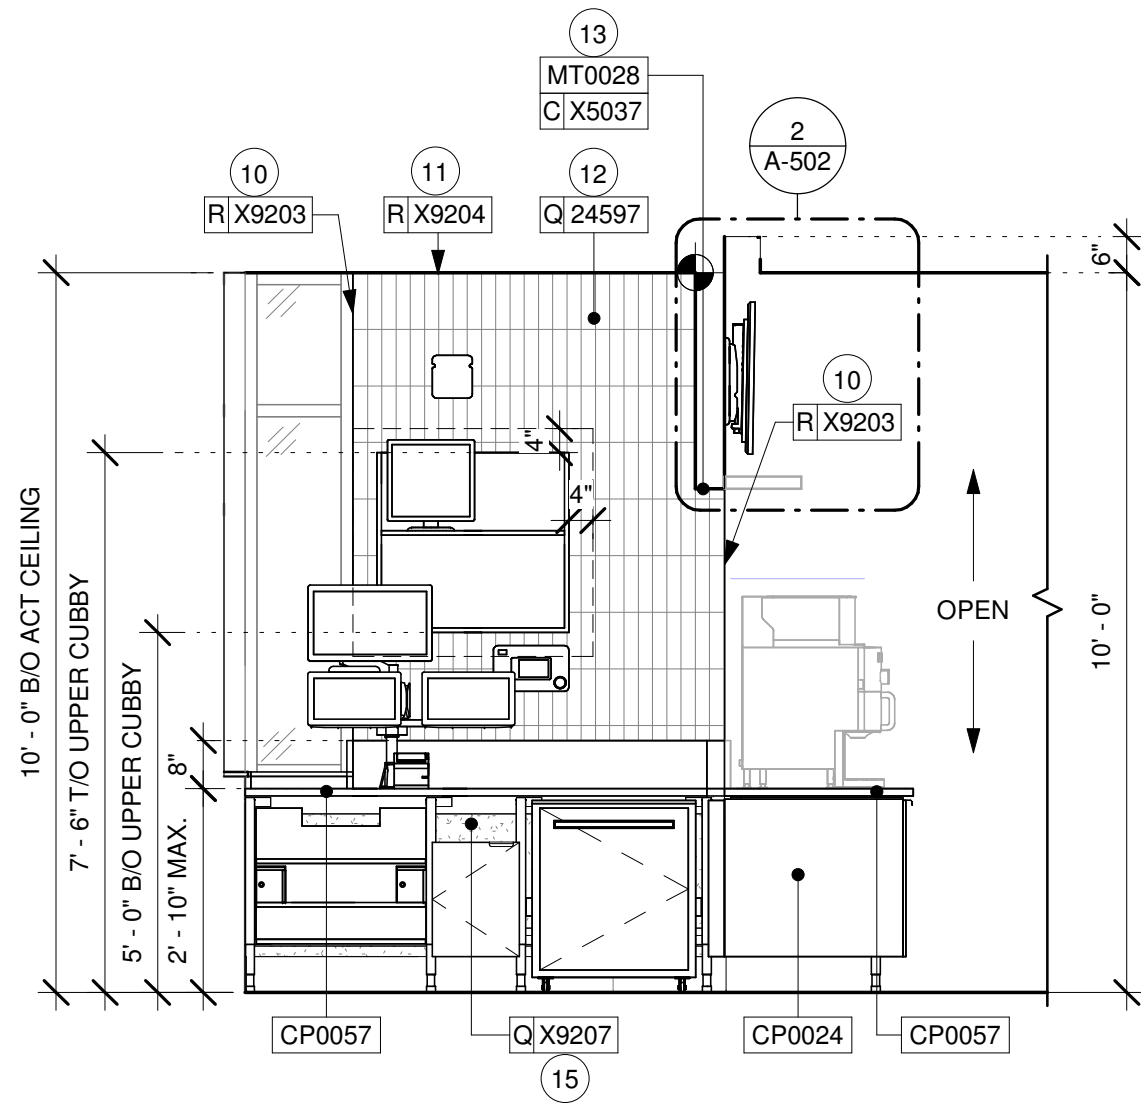 13
MT0028
C X5037
2
A-502
10
R X9203
11
R X9204
12
Q 24597
6"
10
R X9203
4"
4"
OPEN
10' - 0" B/O ACT CEILING
7' - 6" T/O UPPER CUBBY
5' - 0" B/O UPPER CUBBY
2' - 10" MAX.
8"
10' - 0"
CP0057
Q X9207
15
CP0024
CP0057